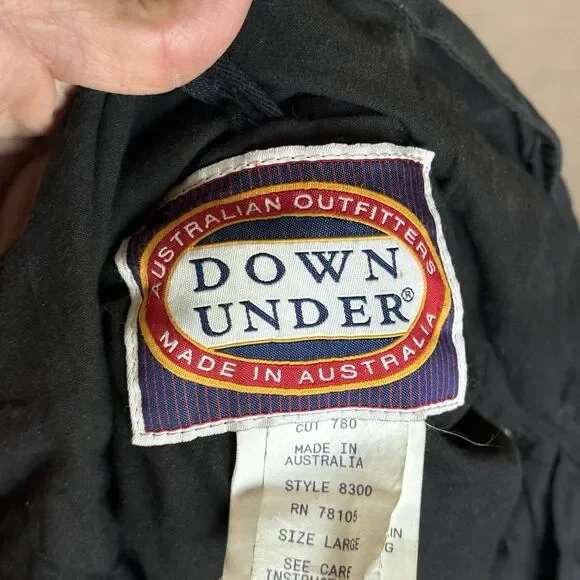 AUSTRALIAN OUTFITTERS
DOWN
UNDER®
MADE IN AUSTRALIA
CUT 780
MADE IN
AUSTRALIA
STYLE 8300
RN 78105
SIZE LARGE
SEE CARE